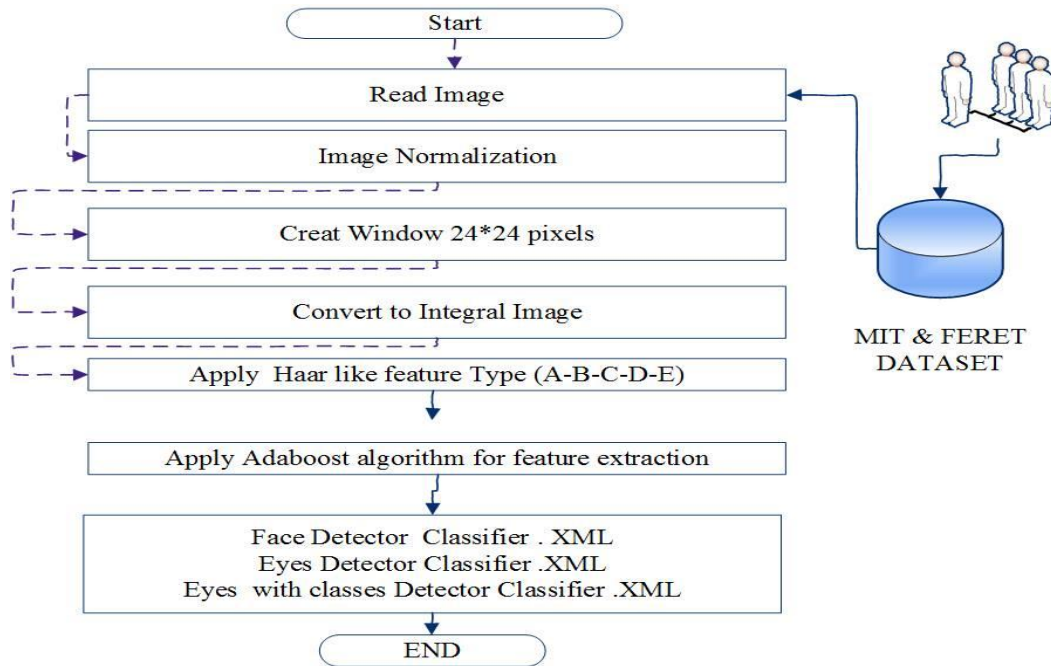 Start
Read Image
Image Normalization
Creat Window 24*24 pixels
Convert to Integral Image
MIT & FERET
DATASET
Apply Haar like feature Type (A-B-C-D-E)
Apply Adaboost algorithm for feature extraction
Face Detector Classifier . XML
Eyes Detector Classifier .XML
Eyes with classes Detector Classifier .XML
END